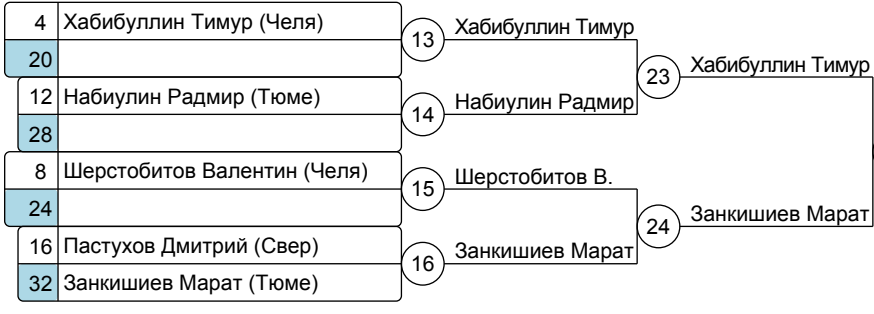 4 Хабибуллин Тимур (Челя)
20
12 Набиулин Радмир (Тюме)
28
8 Шерстобитов Валентин (Челя)
24
16 Пастухов Дмитрий (Свер)
32 Занкишиев Марат (Тюме)
13 Хабибуллин Тимур
14 Набиулин Радмир
15 Шерстобитов В.
16 Занкишиев Марат
23 Хабибуллин Тимур
24 Занкишиев Марат